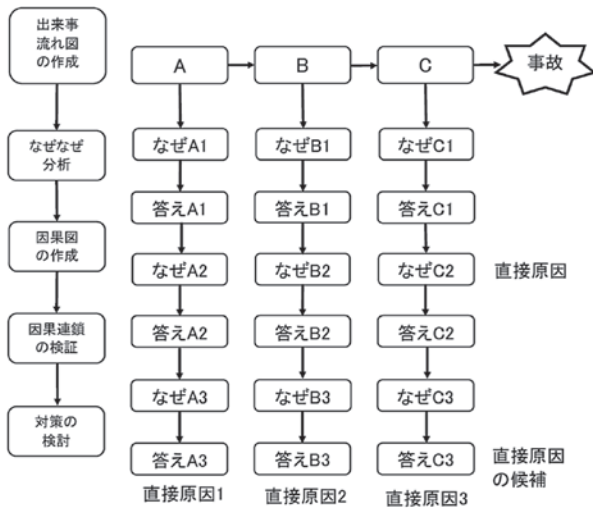 出来事
流れ図
の作成
なぜなぜ
分析
因果図
の作成
因果連鎖
の検証
対策の
検討
A
B
C
事故
なぜA1
なぜB1
なぜC1
答えA1
答えB1
答えC1
なぜA2
なぜB2
なぜC2
直接原因
答えA2
答えB2
答えC2
なぜA3
なぜB3
なぜC3
答えA3
答えB3
答えC3
直接原因
の候補
直接原因1
直接原因2
直接原因3